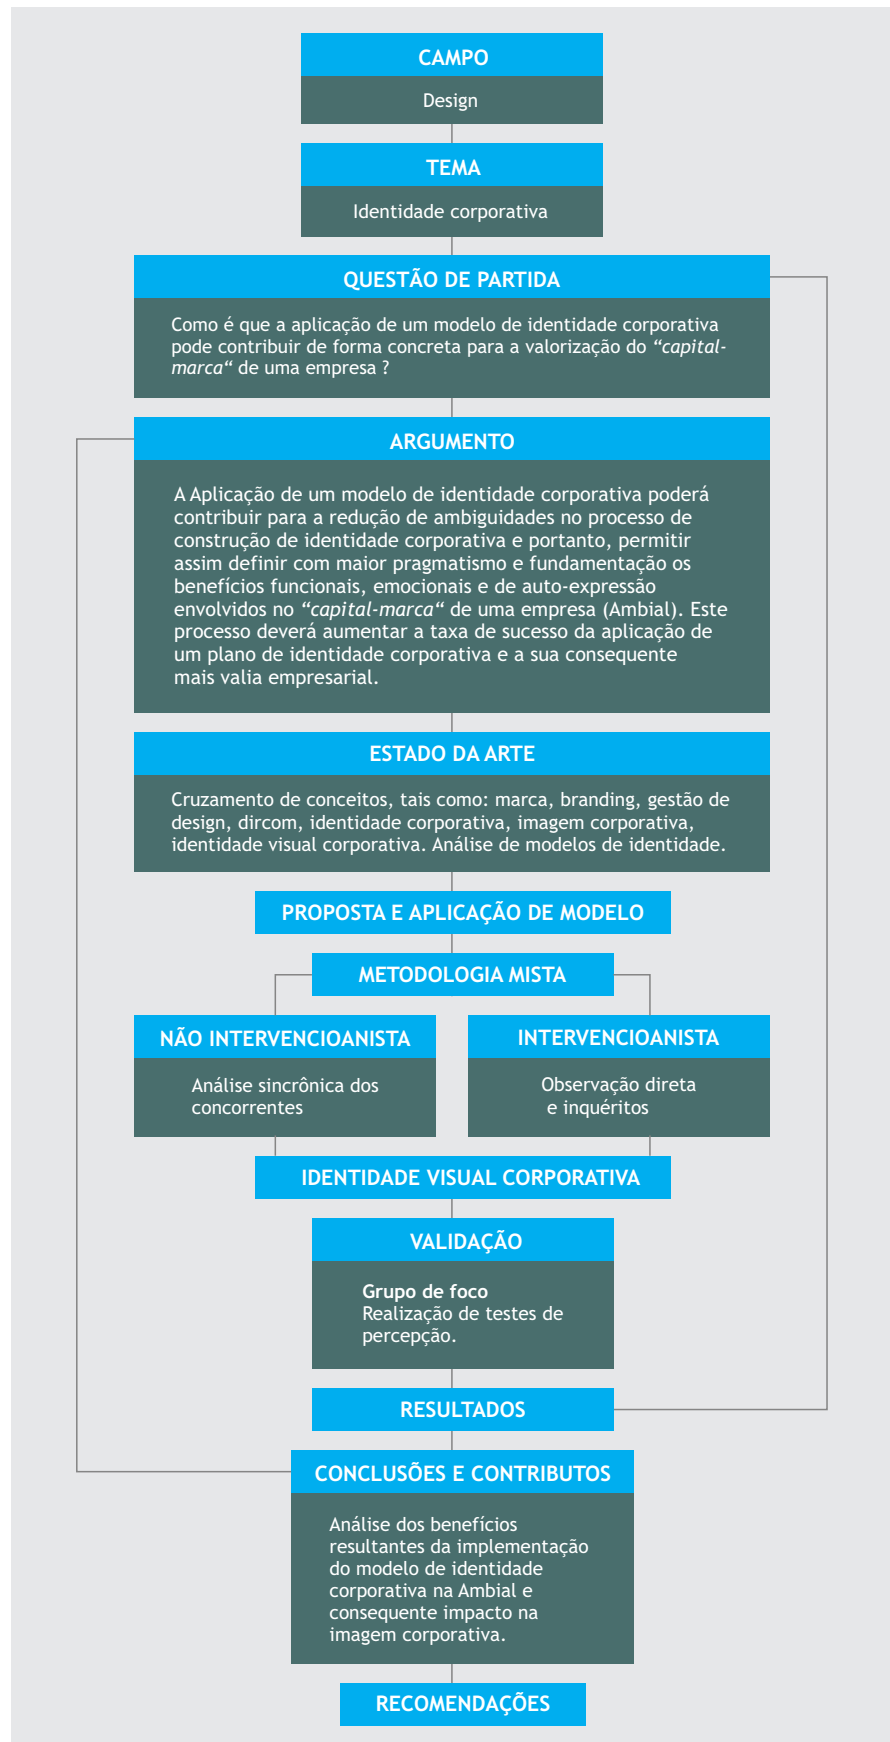 CAMPO
Design
TEMA
Identidade corporativa
QUESTÃO DE PARTIDA
Como é que a aplicação de um modelo de identidade corporativa
pode contribuir de forma concreta para a valorização do “capital-
marca“ de uma empresa ?
ARGUMENTO
A Aplicação de um modelo de identidade corporativa poderá
contribuir para a redução de ambiguidades no processo de
construção de identidade corporativa e portanto, permitir
assim definir com maior pragmatismo e fundamentação os
benefícios funcionais, emocionais e de auto-expressão
envolvidos no “capital-marca“ de uma empresa (Ambial). Este
processo deverá aumentar a taxa de sucesso da aplicação de
um plano de identidade corporativa e a sua consequente
mais valia empresarial.
ESTADO DA ARTE
Cruzamento de conceitos, tais como: marca, branding, gestão de
design, dircom, identidade corporativa, imagem corporativa,
identidade visual corporativa. Análise de modelos de identidade.
PROPOSTA E APLICAÇÃO DE MODELO
METODOLOGIA MISTA
NÃO INTERVENCIOANISTA
Análise sincrônica dos
concorrentes
INTERVENCIOANISTA
Observação direta
e inquéritos
IDENTIDADE VISUAL CORPORATIVA
VALIDAÇÃO
Grupo de foco
Realização de testes de
percepção.
RESULTADOS
CONCLUSÕES E CONTRIBUTOS
Análise dos benefícios
resultantes da implementação
do modelo de identidade
corporativa na Ambial e
consequente impacto na
imagem corporativa.
RECOMENDAÇÕES